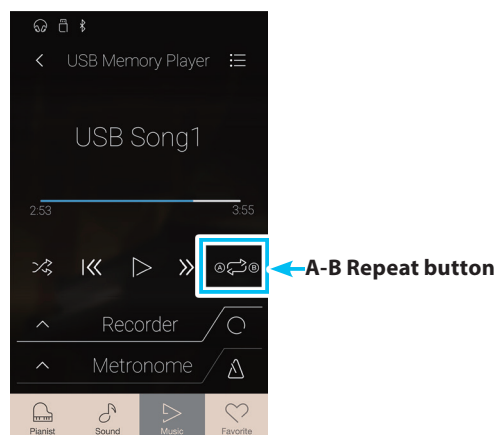 USB Memory Player
USB Song1
2:53 3:55
A B
A-B Repeat button
Recorder
Metronome
Pianist Sound Music Favorite